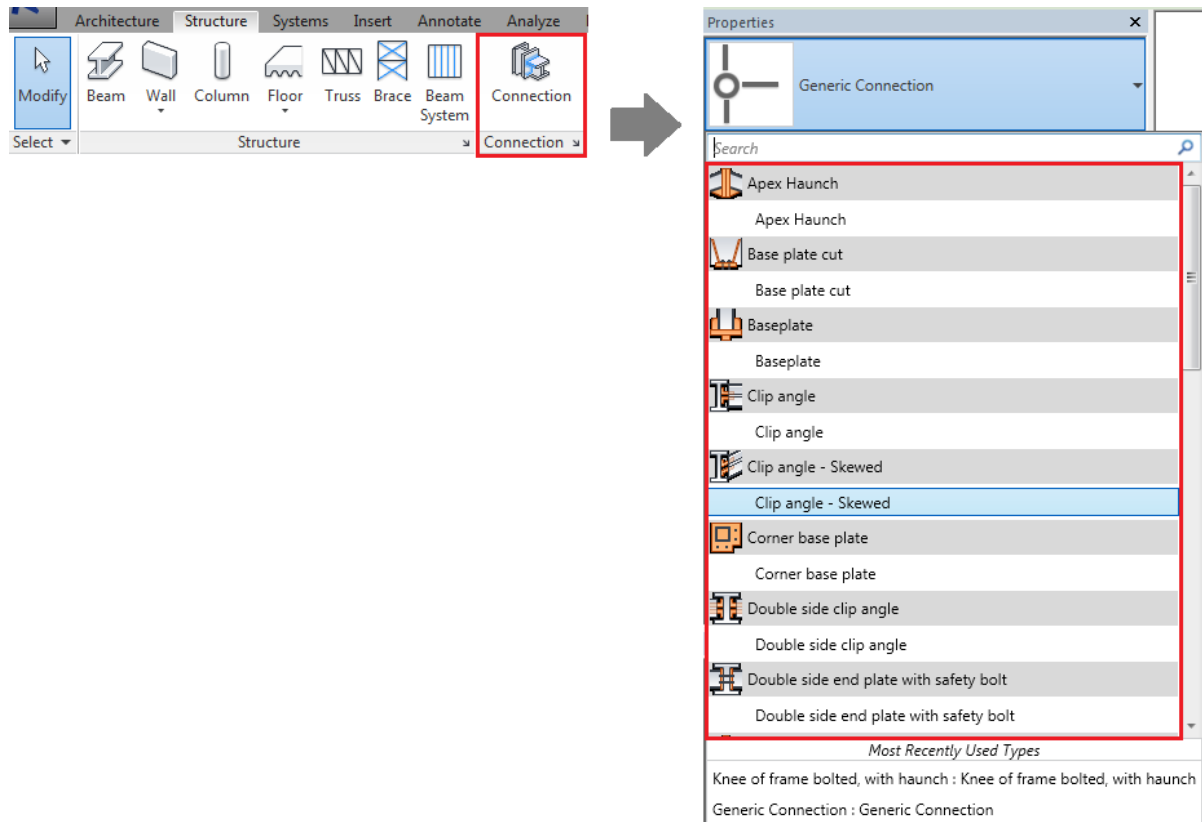 Architecture Structure Systems Insert Annotate Analyze
Modify Beam Wall Column Floor Truss Brace Beam System Connection
Select Structure Connection
Properties
Generic Connection
Search
Apex Haunch
Apex Haunch
Base plate cut
Base plate cut
Baseplate
Baseplate
Clip angle
Clip angle
Clip angle - Skewed
Clip angle - Skewed
Corner base plate
Corner base plate
Double side clip angle
Double side clip angle
Double side end plate with safety bolt
Double side end plate with safety bolt
Most Recently Used Types
Knee of frame bolted, with haunch : Knee of frame bolted, with haunch
Generic Connection : Generic Connection